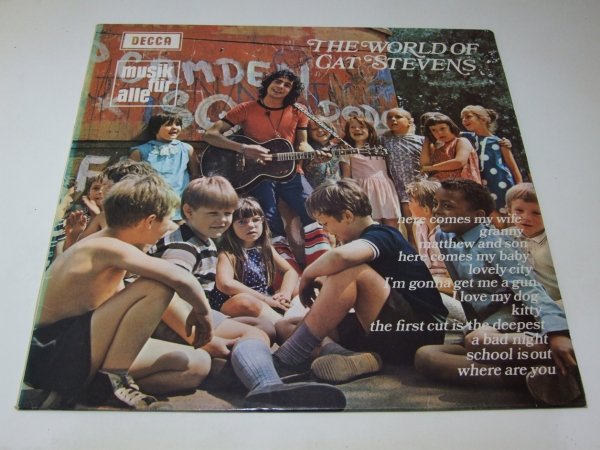 DECCA
musik
für
alle
THE WORLD OF
CAT STEVENS
CAMDEN
here comes my wife
granny
matthew and son
here comes my baby
lovely city
I'm gonna get me a gun
I love my dog
kitty
the first cut is the deepest
a bad night
school is out
where are you